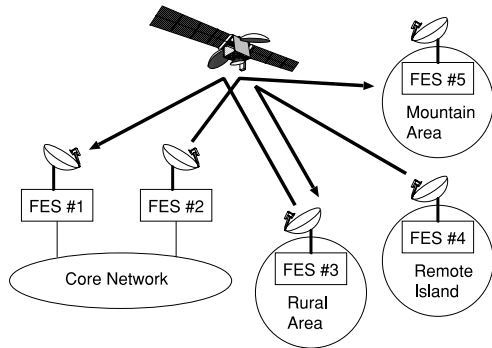 FES #5
Mountain
Area
FES #1
FES #2
FES #4
Remote
Island
FES #3
Rural
Area
Core Network